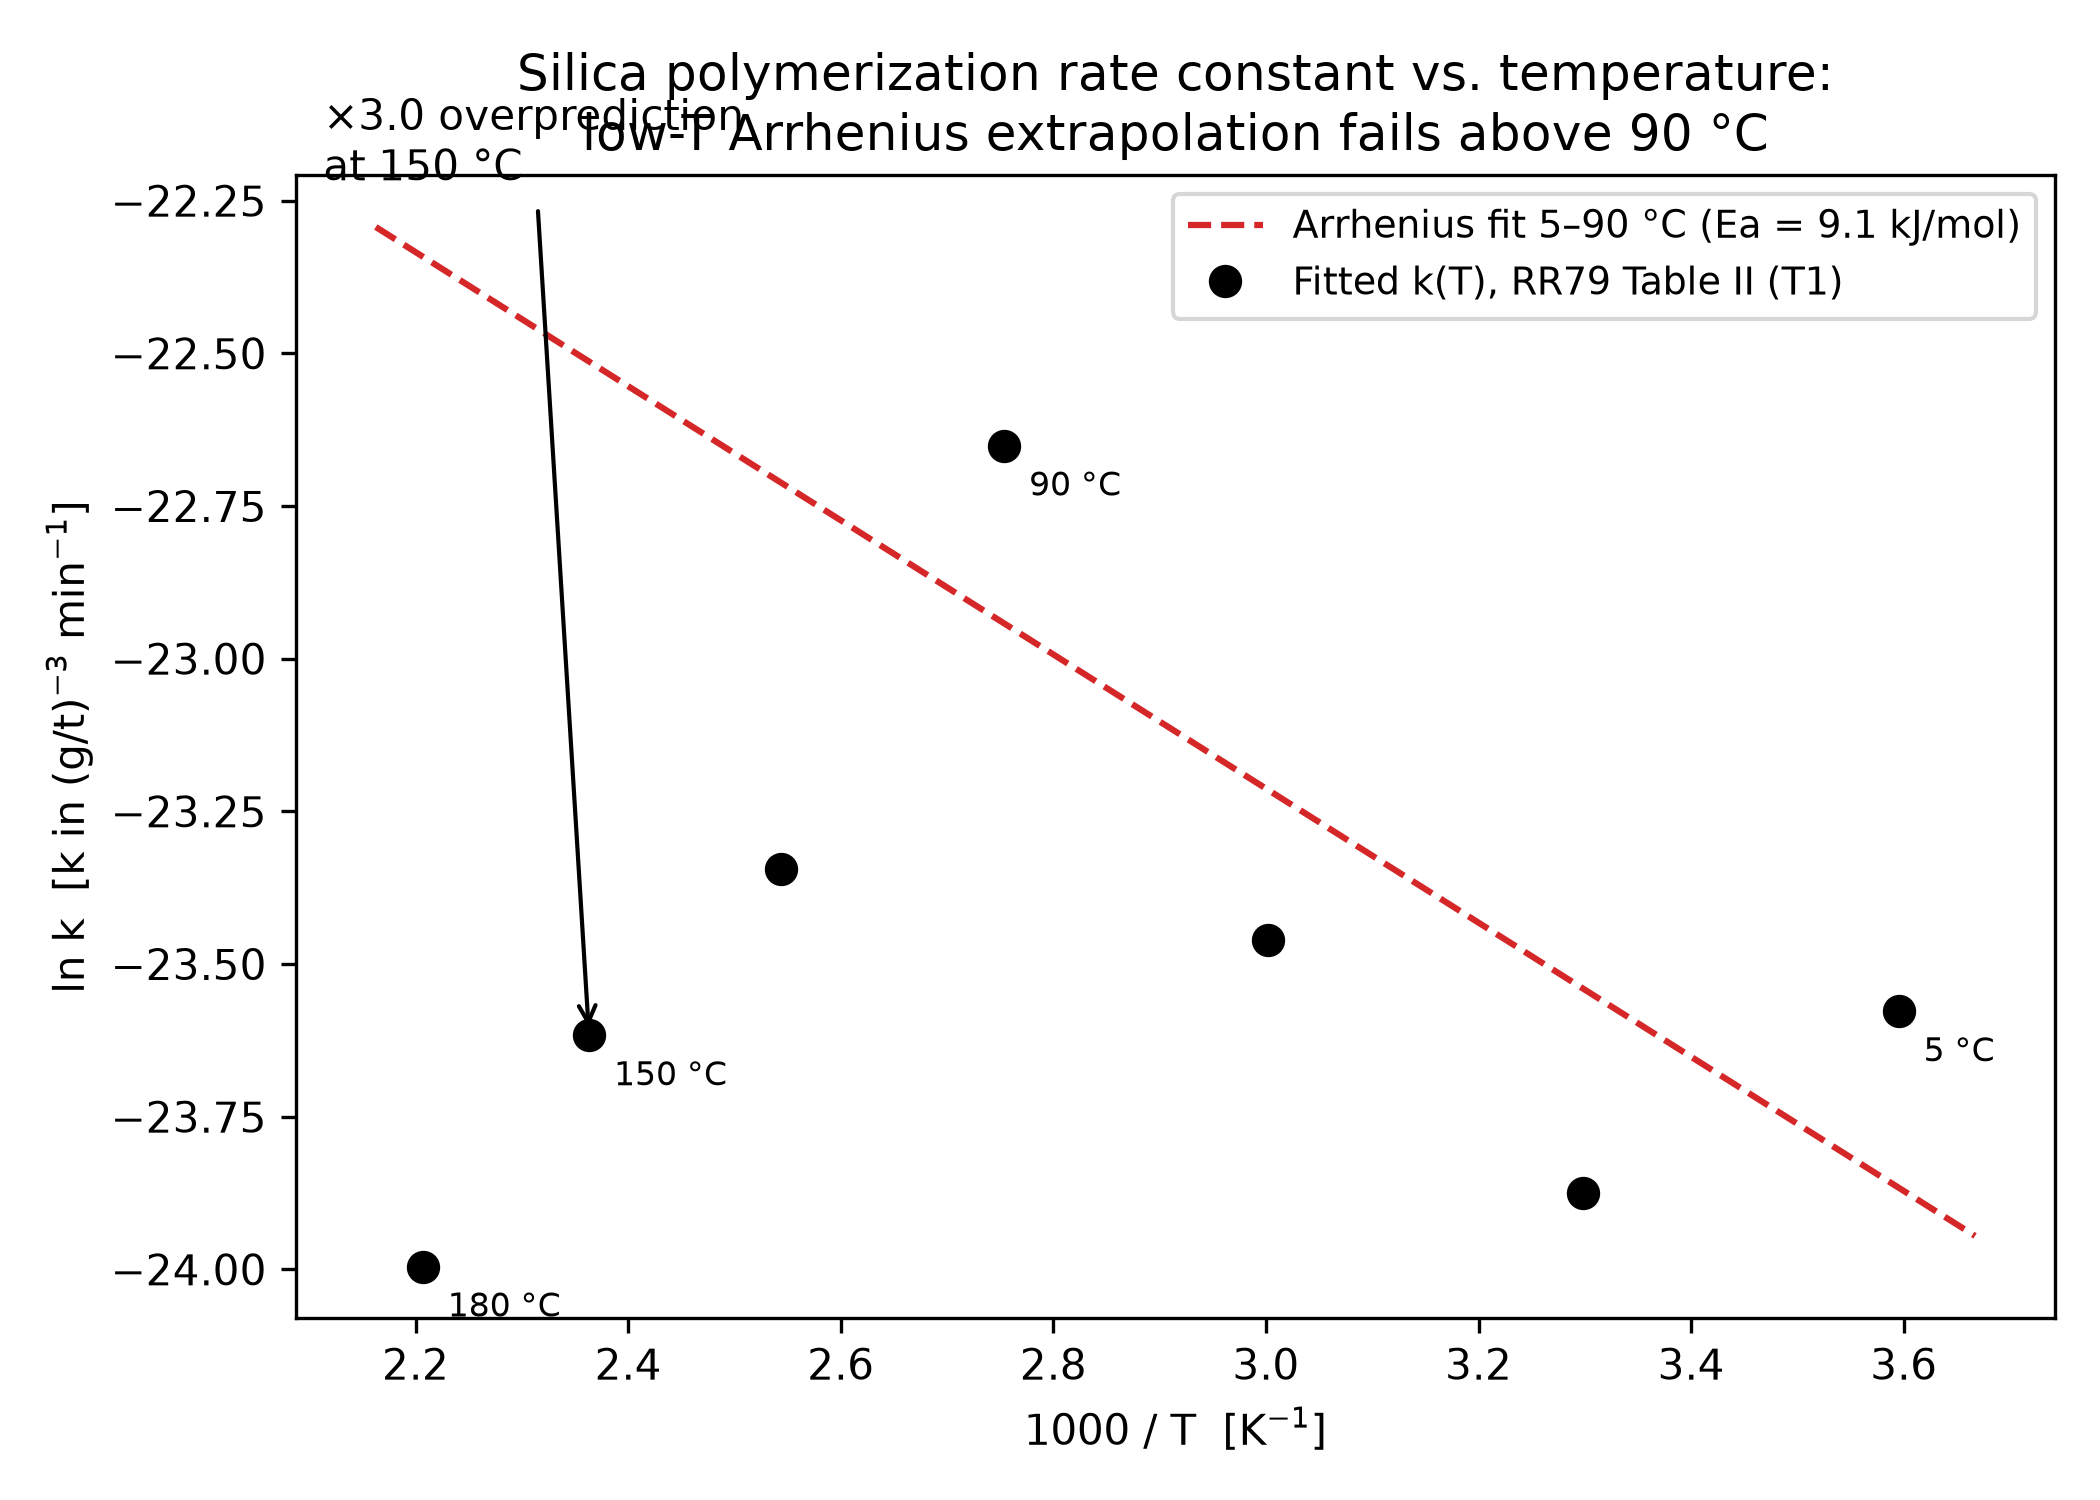 Silica polymerization rate constant vs. temperature:
low-T Arrhenius extrapolation fails above 90 °C
×3.0 overprediction
at 150 °C
Arrhenius fit 5–90 °C (Ea = 9.1 kJ/mol)
Fitted k(T), RR79 Table II (T1)
−22.25
−22.50
−22.75
−23.00
−23.25
−23.50
−23.75
−24.00
ln k [k in (g/t)⁻³ min⁻¹]
90 °C
5 °C
150 °C
180 °C
2.2
2.4
2.6
2.8
3.0
3.2
3.4
3.6
1000 / T [K⁻¹]